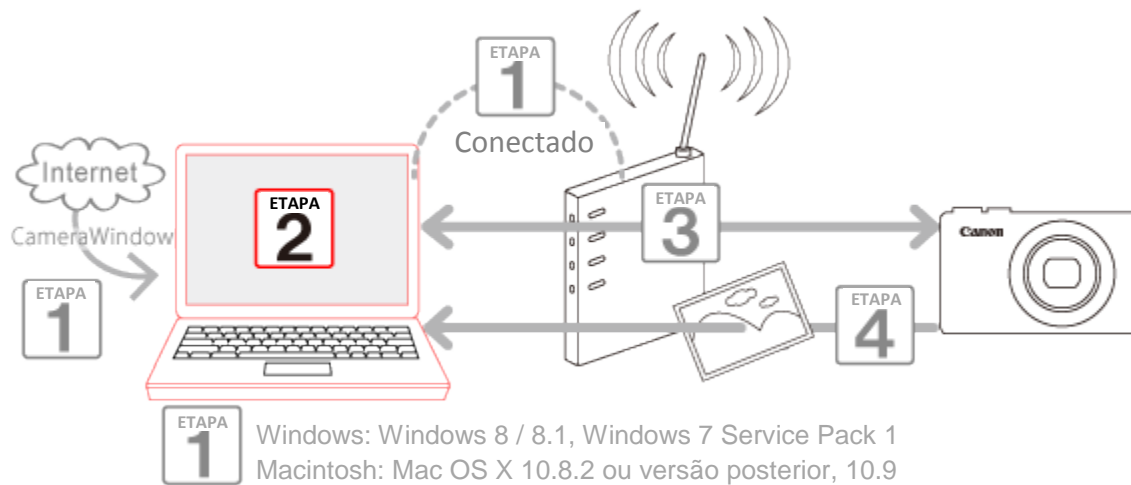 ETAPA
1
Conectado
Internet
CameraWindow
ETAPA
1
ETAPA
2
ETAPA
3
Canon
ETAPA
4
ETAPA
1
Windows: Windows 8 / 8.1, Windows 7 Service Pack 1
Macintosh: Mac OS X 10.8.2 ou versão posterior, 10.9